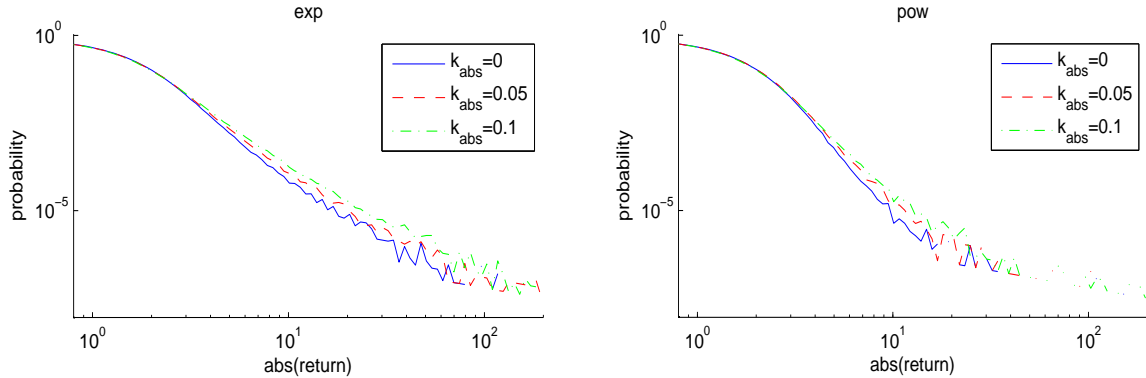 exp
10^0
10^-5
probability
k_abs=0
k_abs=0.05
k_abs=0.1
10^0
10^1
10^2
abs(return)
pow
10^0
10^-5
probability
k_abs=0
k_abs=0.05
k_abs=0.1
10^0
10^1
10^2
abs(return)